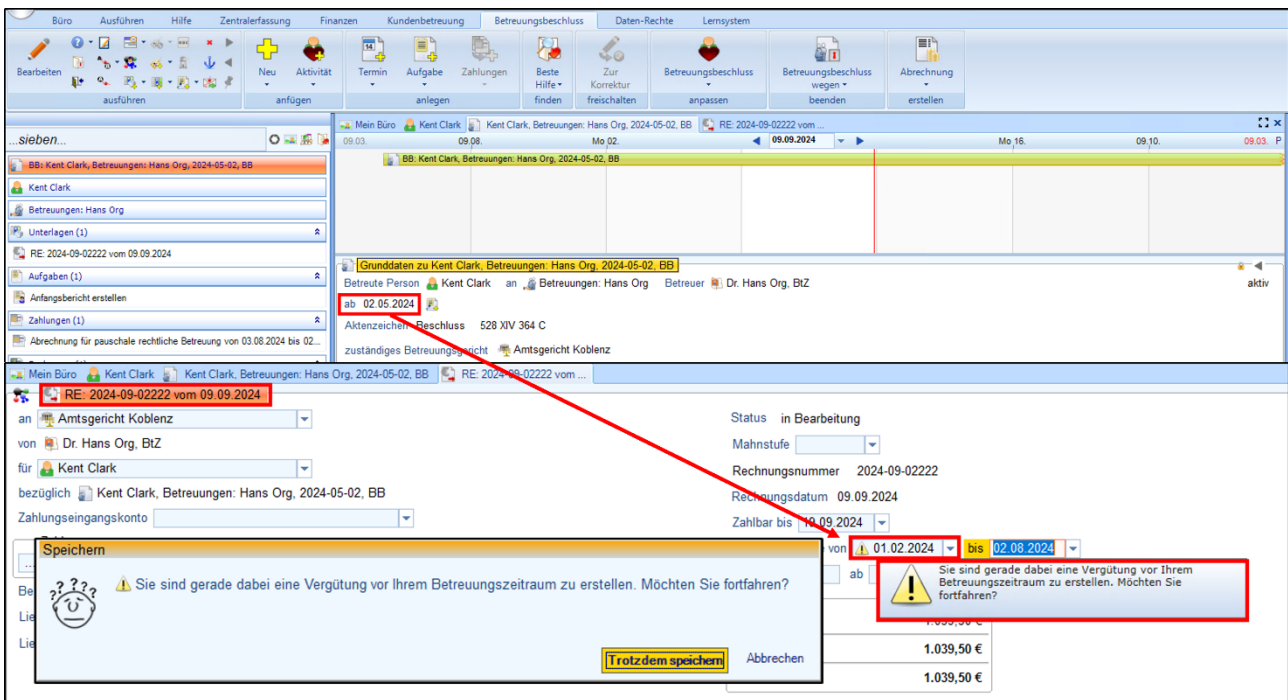 Büro Ausführen Hilfe Zentralerfassung Finanzen Kundenbetreuung Betreuungsbeschluss Daten-Rechte Lernsystem
Bearbeiten Neu Aktivität Termin Aufgabe Zahlungen Beste Hilfe Zur Korrektur Betreuungsbeschluss Betreuungsbeschluss wegen Abrechnung
ausführen anfügen anlegen finden freischalten anpassen beenden erstellen
...sieben...
BB: Kent Clark, Betreuungen: Hans Org, 2024-05-02, BB
Kent Clark
Betreuungen: Hans Org
Unterlagen (1)
RE: 2024-09-02222 vom 09.09.2024
Aufgaben (1)
Anfangsbericht erstellen
Zahlungen (1)
Abrechnung für pauschale rechtliche Betreuung von 03.08.2024 bis 02...
Mein Büro Kent Clark Kent Clark, Betreuungen: Hans Org, 2024-05-02, BB RE: 2024-09-02222 vom ...
09.03. 09.08. Mo 02. 09.09.2024 Mo 16. 09.10. 09.03. P
BB: Kent Clark, Betreuungen: Hans Org, 2024-05-02, BB
Grunddaten zu Kent Clark, Betreuungen: Hans Org, 2024-05-02, BB
Betreute Person Kent Clark an Betreuungen: Hans Org Betreuer Dr. Hans Org, BtZ aktiv
ab 02.05.2024
Aktenzeichen Beschluss 528 XIV 364 C
zuständiges Betreuungsgericht Amtsgericht Koblenz
Mein Büro Kent Clark Kent Clark, Betreuungen: Hans Org, 2024-05-02, BB RE: 2024-09-02222 vom ...
RE: 2024-09-02222 vom 09.09.2024
an Amtsgericht Koblenz
von Dr. Hans Org, BtZ
für Kent Clark
bezüglich Kent Clark, Betreuungen: Hans Org, 2024-05-02, BB
Zahlungseingangskonto
Status in Bearbeitung
Mahnstufe
Rechnungsnummer 2024-09-02222
Rechnungsdatum 09.09.2024
Zahlbar bis 19.09.2024
von 01.02.2024 bis 02.08.2024
ab
Sie sind gerade dabei eine Vergütung vor Ihrem
Betreuungszeitraum zu erstellen. Möchten Sie
fortfahren?
1.039,50 €
1.039,50 €
1.039,50 €
Be
Lie
Lie
Speichern
Sie sind gerade dabei eine Vergütung vor Ihrem Betreuungszeitraum zu erstellen. Möchten Sie fortfahren?
Trotzdem speichern Abbrechen